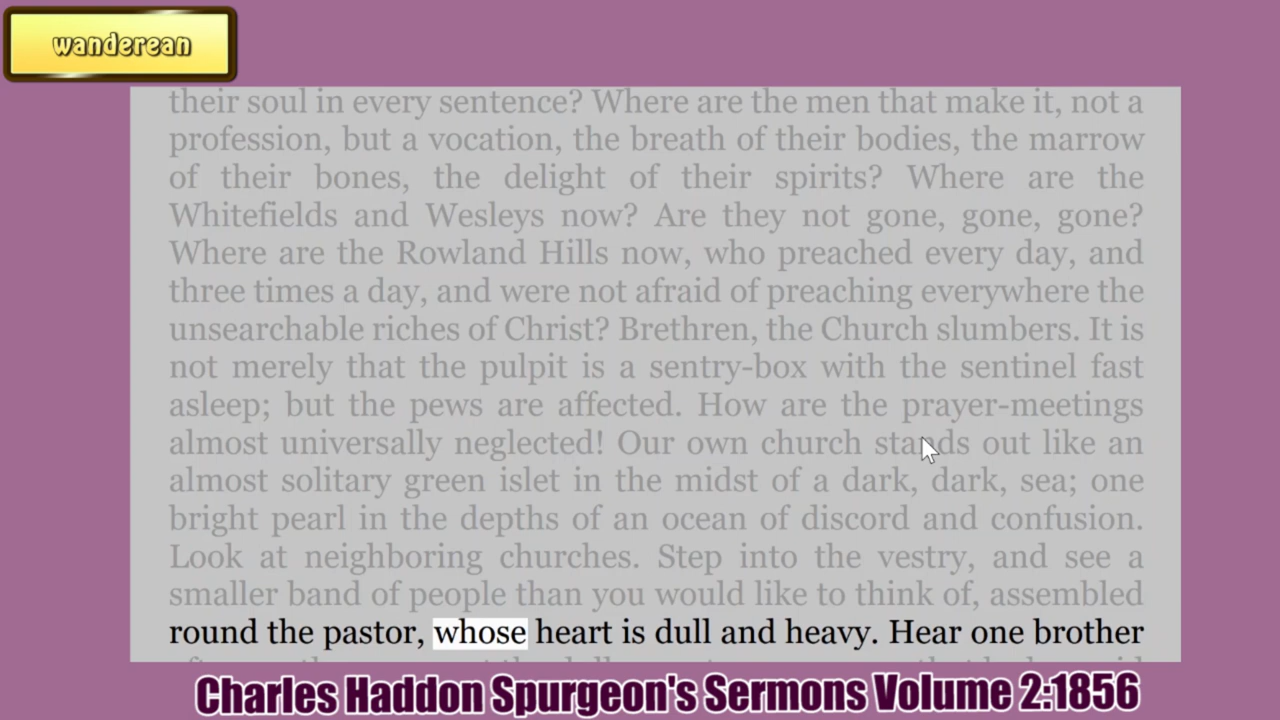 wanderean
their soul in every sentence? Where are the men that make it, not a
profession, but a vocation, the breath of their bodies, the marrow
of their bones, the delight of their spirits? Where are the
Whitefields and Wesleys now? Are they not gone, gone, gone?
Where are the Rowland Hills now, who preached every day, and
three times a day, and were not afraid of preaching everywhere the
unsearchable riches of Christ? Brethren, the Church slumbers. It is
not merely that the pulpit is a sentry-box with the sentinel fast
asleep; but the pews are affected. How are the prayer-meetings
almost universally neglected! Our own church stands out like an
almost solitary green islet in the midst of a dark, dark, sea; one
bright pearl in the depths of an ocean of discord and confusion.
Look at neighboring churches. Step into the vestry, and see a
smaller band of people than you would like to think of, assembled
round the pastor, whose heart is dull and heavy. Hear one brother
Charles Haddon Spurgeon's Sermons Volume 2:1856